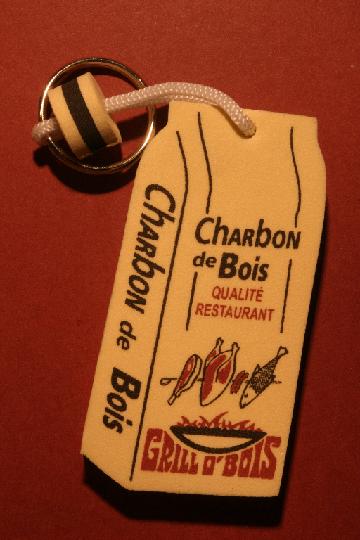 Charbon de Bois
Charbon
de Bois
QUALITÉ
RESTAURANT
GRILL O'BOIS